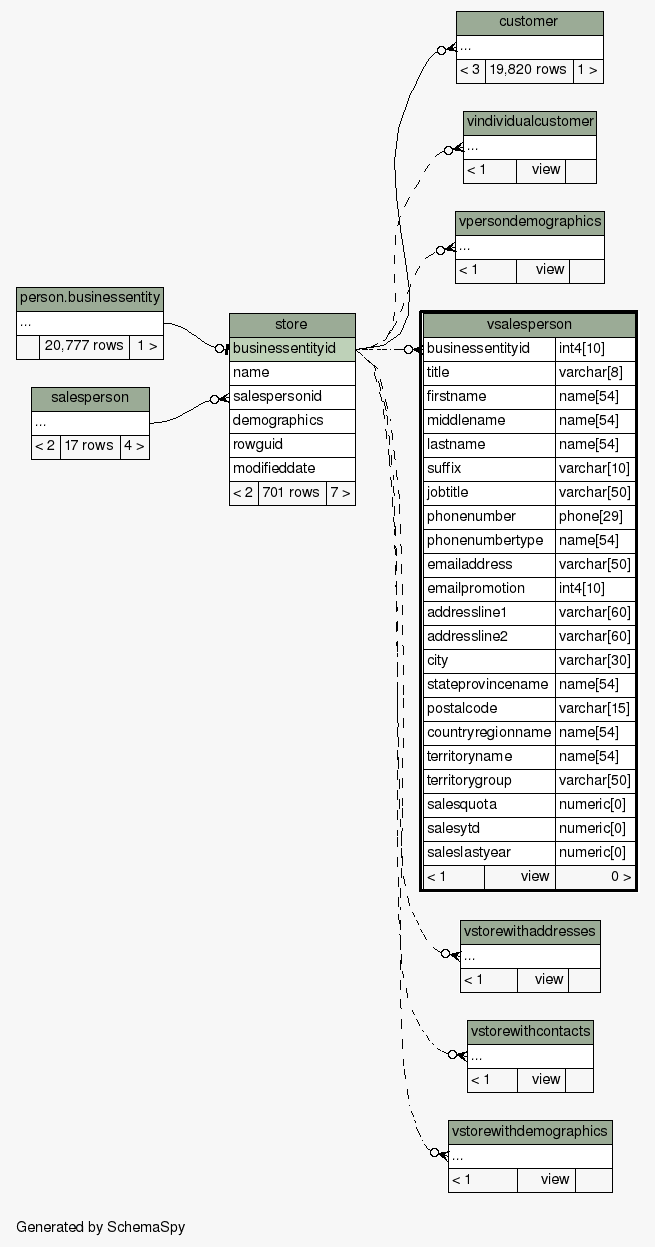 customer
...
< 3 19,820 rows 1 >
vindividualcustomer
...
< 1 view
vpersondemographics
...
< 1 view
person.businessentity
...
20,777 rows 1 >
salesperson
...
< 2 17 rows 4 >
store
businessentityid
name
salespersonid
demographics
rowguid
modifieddate
< 2 701 rows 7 >
vsalesperson
businessentityid int4[10]
title varchar[8]
firstname name[54]
middlename name[54]
lastname name[54]
suffix varchar[10]
jobtitle varchar[50]
phonenumber phone[29]
phonenumbertype name[54]
emailaddress varchar[50]
emailpromotion int4[10]
addressline1 varchar[60]
addressline2 varchar[60]
city varchar[30]
stateprovincename name[54]
postalcode varchar[15]
countryregionname name[54]
territoryname name[54]
territorygroup varchar[50]
salesquota numeric[0]
salesytd numeric[0]
saleslastyear numeric[0]
< 1 view 0 >
vstorewithaddresses
...
< 1 view
vstorewithcontacts
...
< 1 view
vstorewithdemographics
...
< 1 view
Generated by SchemaSpy